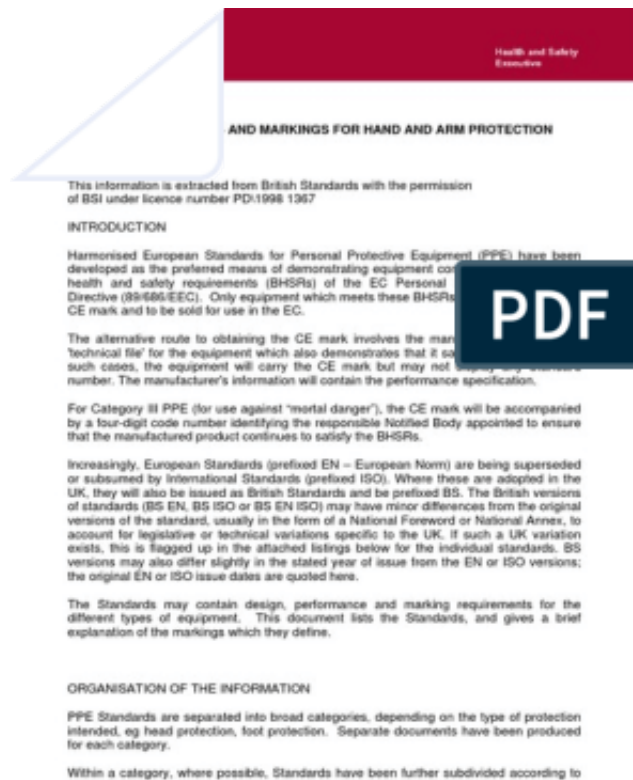 Health and Safety
Executive
AND MARKINGS FOR HAND AND ARM PROTECTION
This information is extracted from British Standards with the permission
of BSI under licence number PD\1998 1367
INTRODUCTION
Harmonised European Standards for Personal Protective Equipment (PPE) have been
developed as the preferred means of demonstrating equipment
health and safety requirements (BHSRs) of the EC Personal
Directive (89/686/EEC). Only equipment which meets these BHSRs
CE mark and to be sold for use in the EC.
PDF
The alternative route to obtaining the CE mark involves the
'technical file' for the equipment which also demonstrates that it
such cases, the equipment will carry the CE mark but may not
number. The manufacturer's information will contain the performance specification.
For Category III PPE (for use against "mortal danger"), the CE mark will be accompanied
by a four-digit code number identifying the responsible Notified Body appointed to ensure
that the manufactured product continues to satisfy the BHSRs.
Increasingly, European Standards (prefixed EN – European Norm) are being superseded
or subsumed by International Standards (prefixed ISO). Where these are adopted in the
UK, they will also be issued as British Standards and be prefixed BS. The British versions
of standards (BS EN, BS ISO or BS EN ISO) may have minor differences from the original
versions of the standard, usually in the form of a National Foreword or National Annex, to
account for legislative or technical variations specific to the UK. If such a UK variation
exists, this is flagged up in the attached listings below for the individual standards. BS
versions may also differ slightly in the stated year of issue from the EN or ISO versions;
the original EN or ISO issue dates are quoted here.
The Standards may contain design, performance and marking requirements for the
different types of equipment. This document lists the Standards, and gives a brief
explanation of the markings which they define.
ORGANISATION OF THE INFORMATION
PPE Standards are separated into broad categories, depending on the type of protection
intended, eg head protection, foot protection. Separate documents have been produced
for each category.
Within a category, where possible, Standards have been further subdivided according to